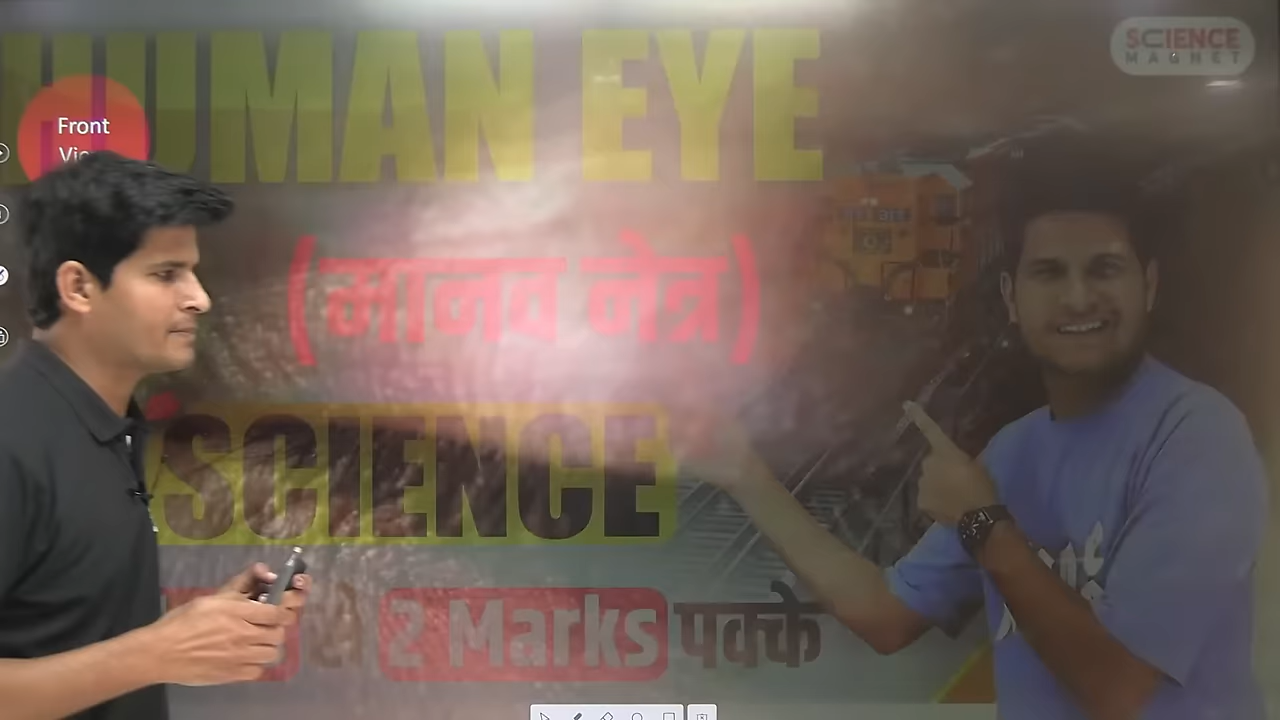 HUMAN EYE
SCIENCE
MAGNET
Front
(मानव नेत्र)
SCIENCE
से 2 Marks पक्के